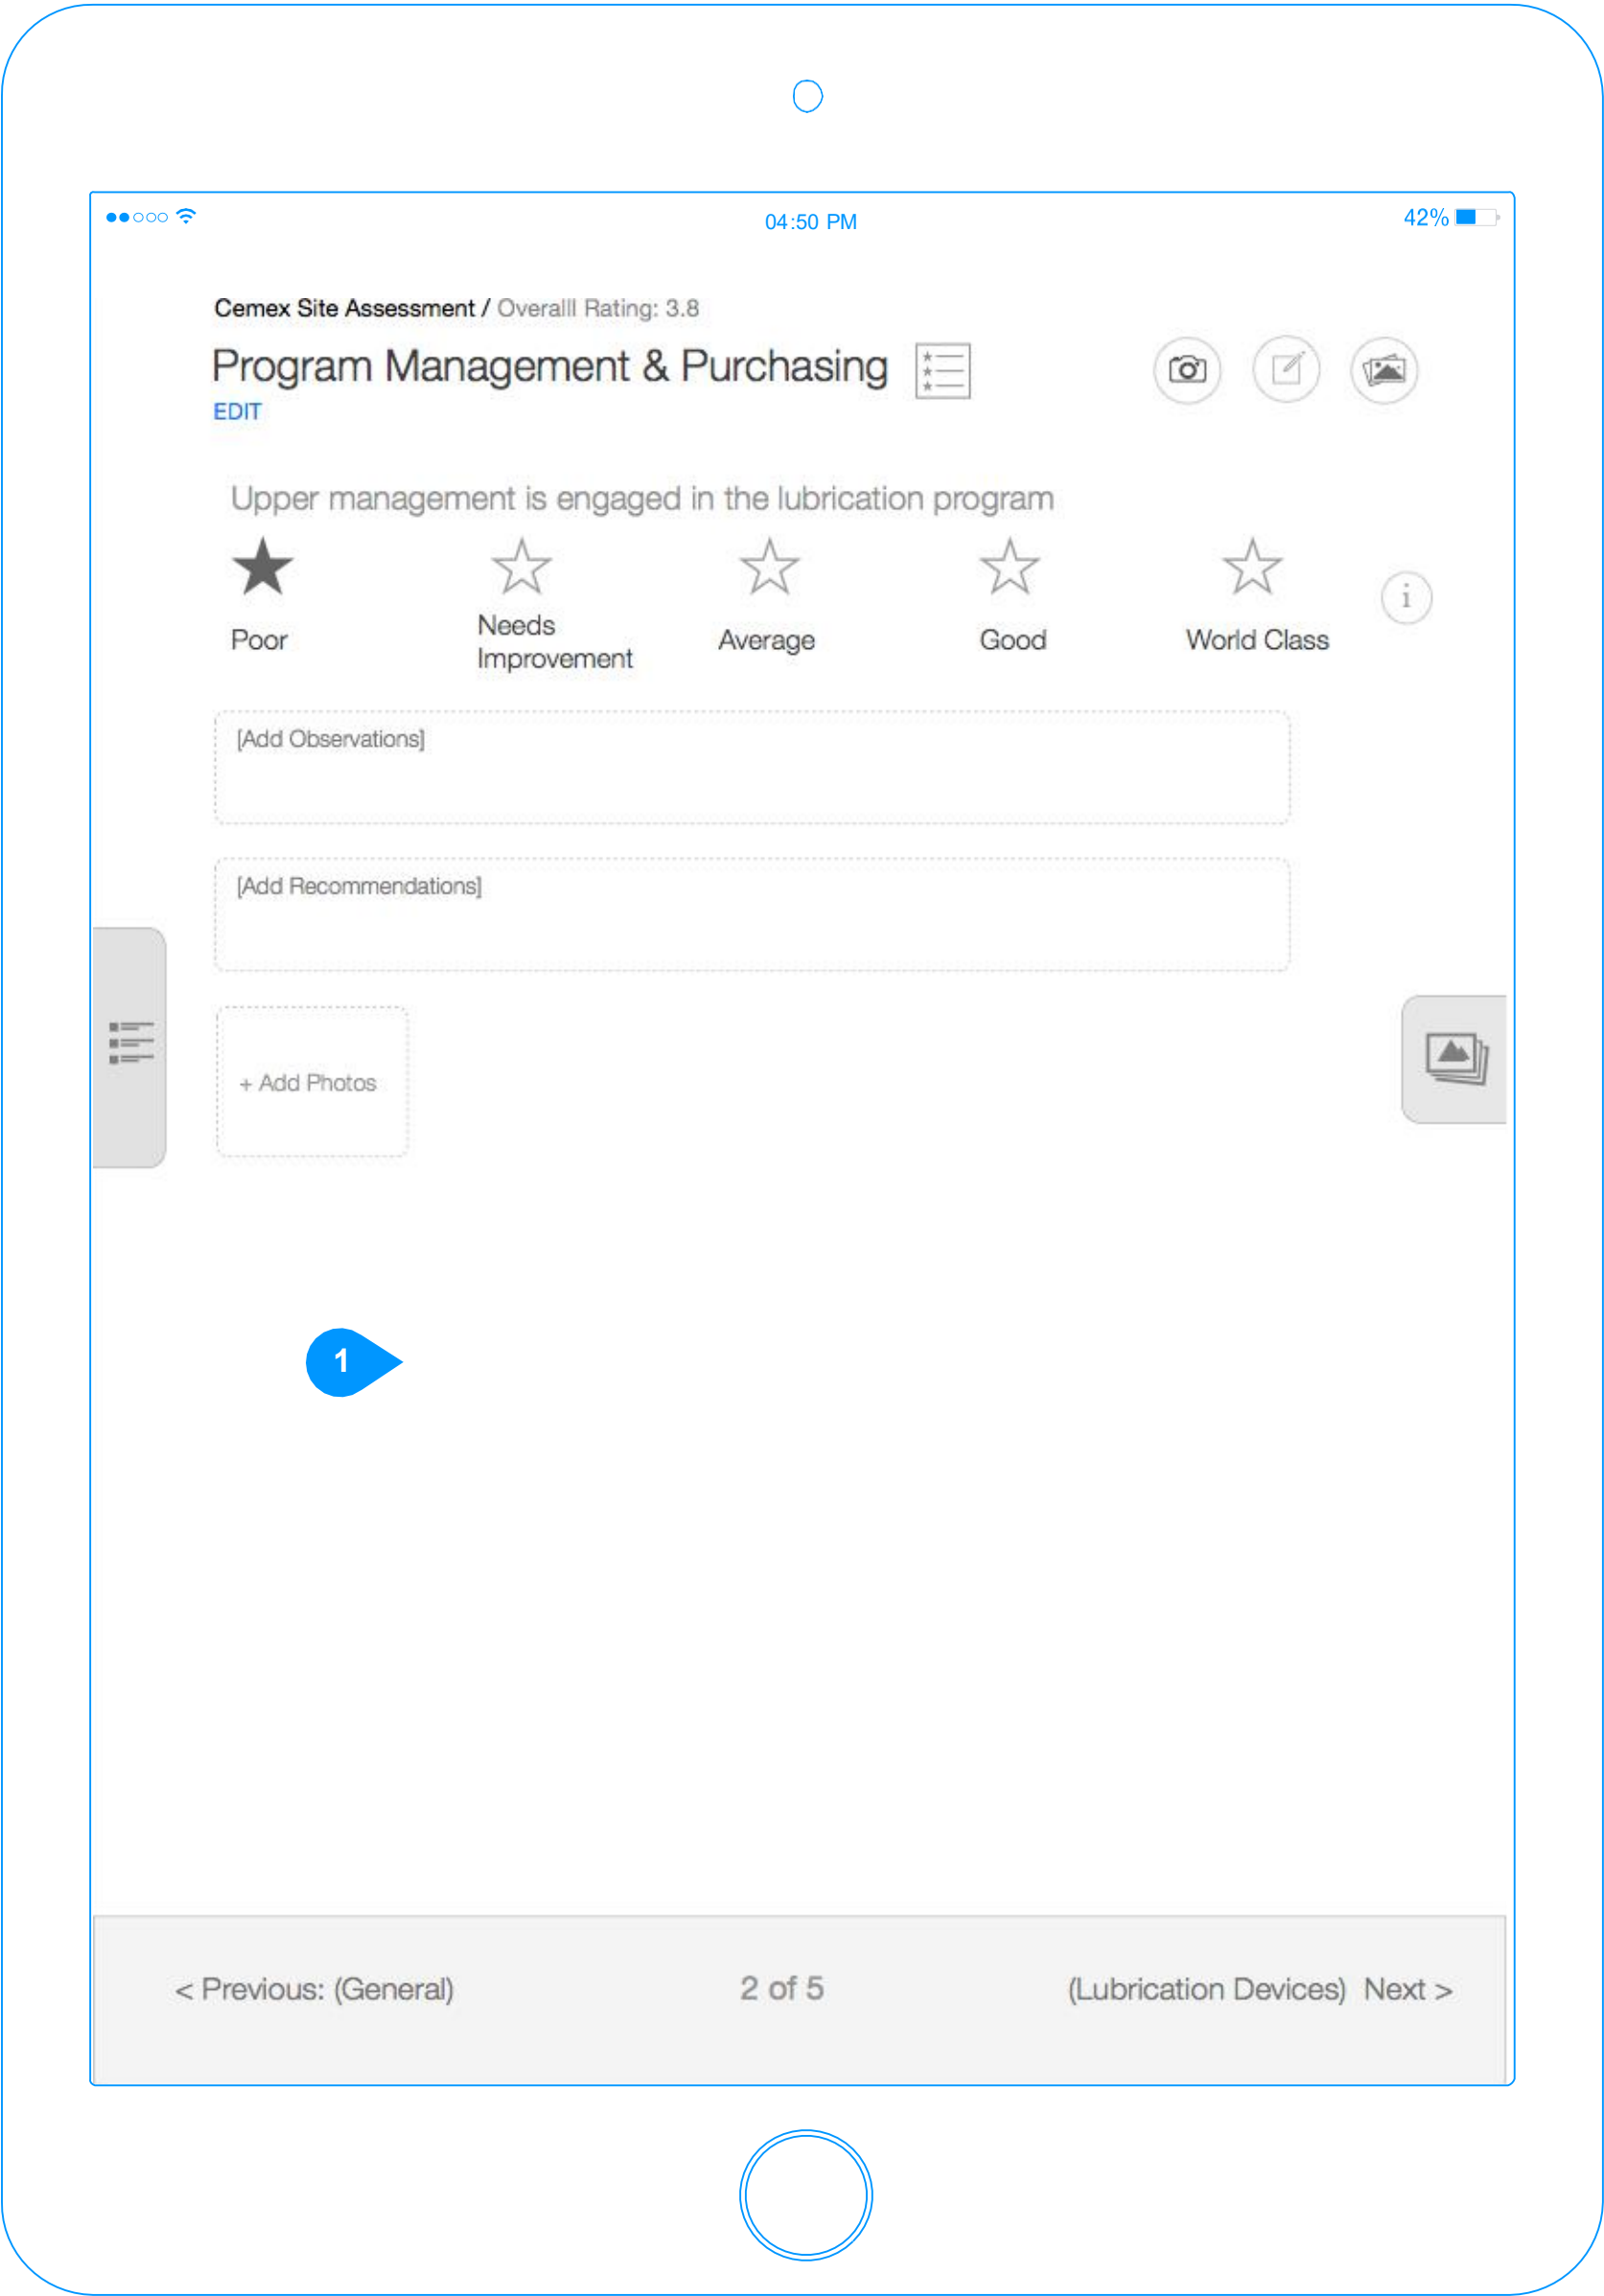 04:50 PM
42%
Cemex Site Assessment / Overalll Rating: 3.8
Program Management & Purchasing
EDIT
Upper management is engaged in the lubrication program
Poor
Needs
Improvement
Average
Good
World Class
i
[Add Observations]
[Add Recommendations]
+ Add Photos
1
< Previous: (General)
2 of 5
(Lubrication Devices) Next >